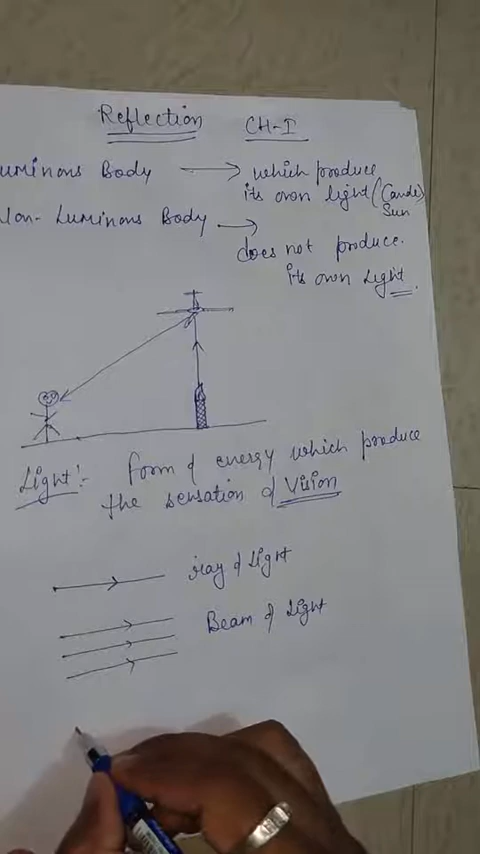 Reflection CH-I
uminous Body → which produce
its own light (Candle)
Sun
Non-Luminous Body →
does not produce.
its own Light.
Light:- form of energy which produce
the sensation of Vision
ray of Light
Beam of Light